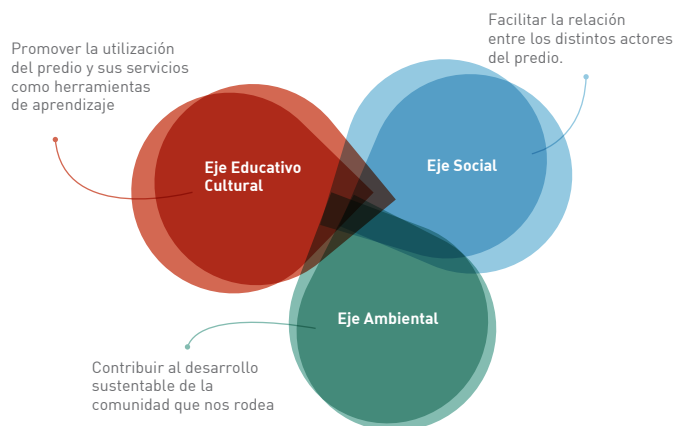 Promover la utilización
del predio y sus servicios
como herramientas
de aprendizaje
Facilitar la relación
entre los distintos actores
del predio.
Eje Educativo
Cultural
Eje Social
Eje Ambiental
Contribuir al desarrollo
sustentable de la
comunidad que nos rodea